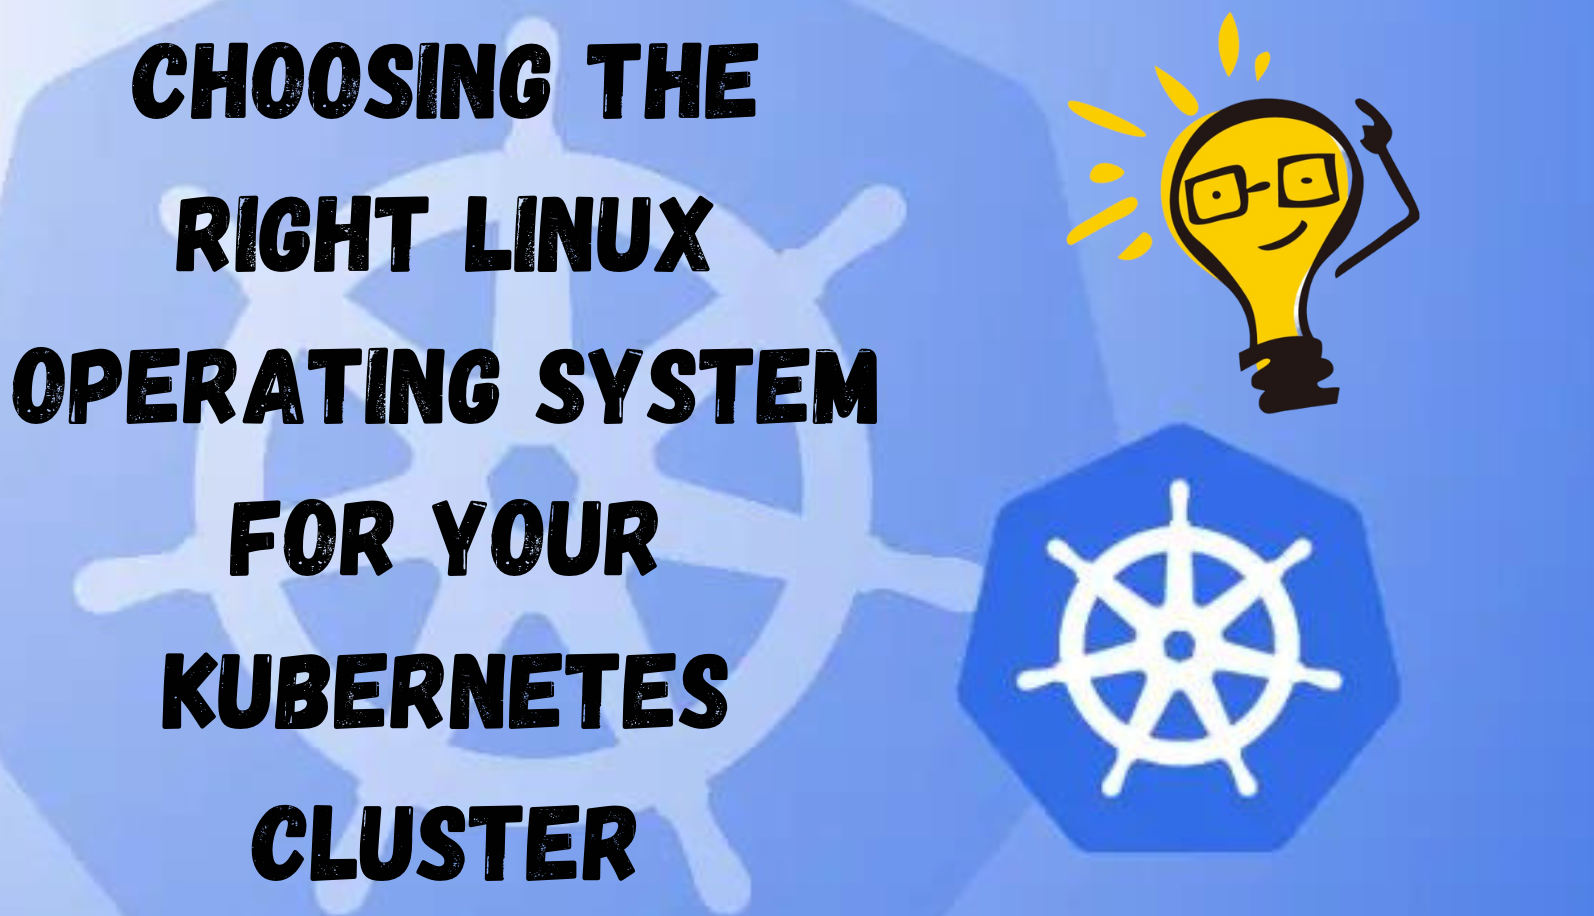 CHOOSING THE
RIGHT LINUX
OPERATING SYSTEM
FOR YOUR
KUBERNETES
CLUSTER